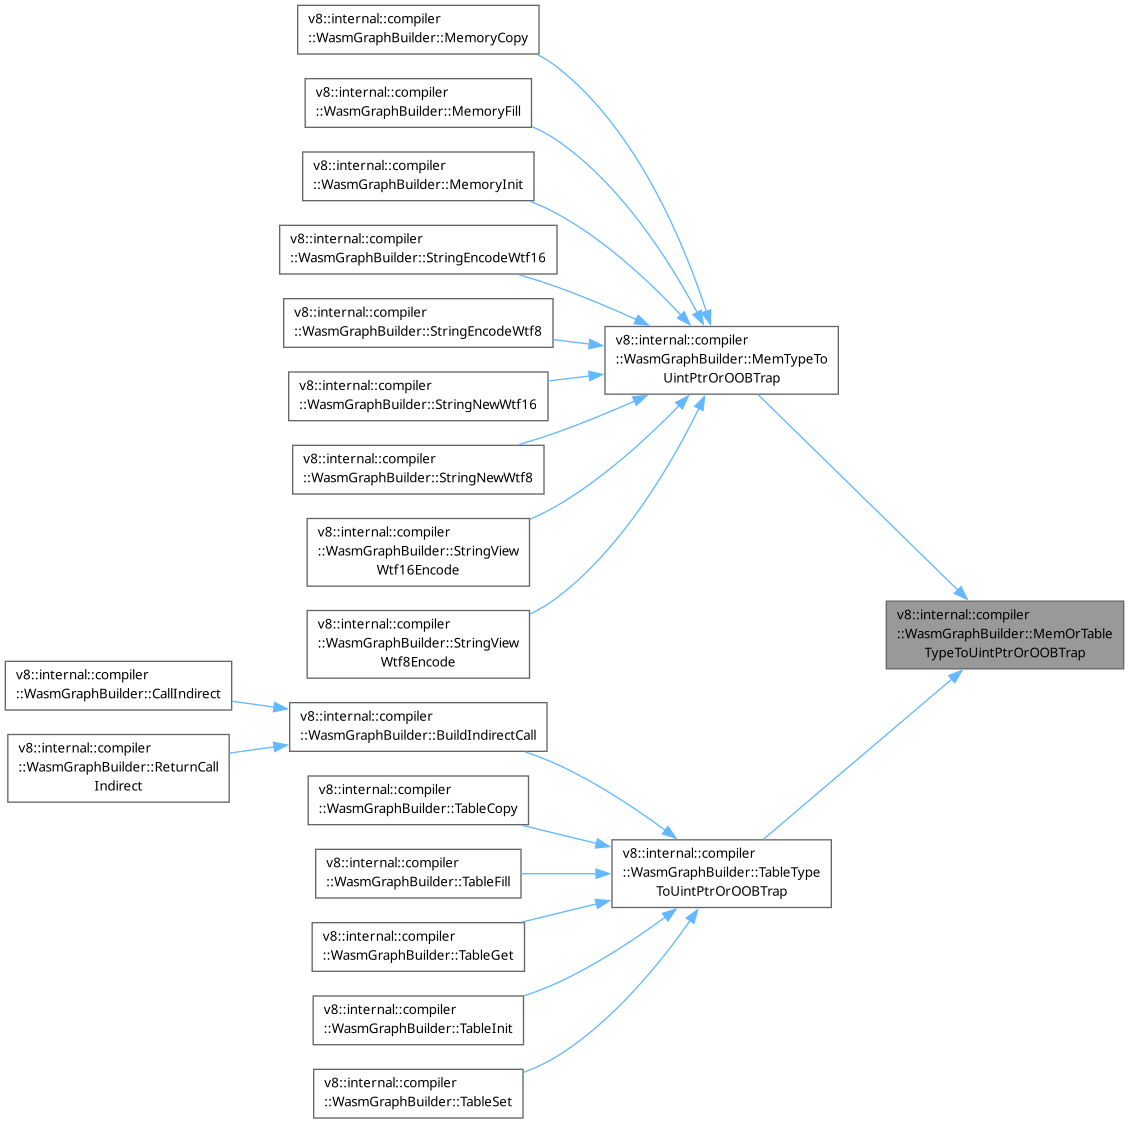 v8::internal::compiler
::WasmGraphBuilder::MemoryCopy
v8::internal::compiler
::WasmGraphBuilder::MemoryFill
v8::internal::compiler
::WasmGraphBuilder::MemoryInit
v8::internal::compiler
::WasmGraphBuilder::StringEncodeWtf16
v8::internal::compiler
::WasmGraphBuilder::StringEncodeWtf8
v8::internal::compiler
::WasmGraphBuilder::StringNewWtf16
v8::internal::compiler
::WasmGraphBuilder::StringNewWtf8
v8::internal::compiler
::WasmGraphBuilder::StringView
Wtf16Encode
v8::internal::compiler
::WasmGraphBuilder::StringView
Wtf8Encode
v8::internal::compiler
::WasmGraphBuilder::MemTypeTo
UintPtrOrOOBTrap
v8::internal::compiler
::WasmGraphBuilder::MemOrTable
TypeToUintPtrOrOOBTrap
v8::internal::compiler
::WasmGraphBuilder::CallIndirect
v8::internal::compiler
::WasmGraphBuilder::ReturnCall
Indirect
v8::internal::compiler
::WasmGraphBuilder::BuildIndirectCall
v8::internal::compiler
::WasmGraphBuilder::TableCopy
v8::internal::compiler
::WasmGraphBuilder::TableFill
v8::internal::compiler
::WasmGraphBuilder::TableGet
v8::internal::compiler
::WasmGraphBuilder::TableInit
v8::internal::compiler
::WasmGraphBuilder::TableSet
v8::internal::compiler
::WasmGraphBuilder::TableType
ToUintPtrOrOOBTrap